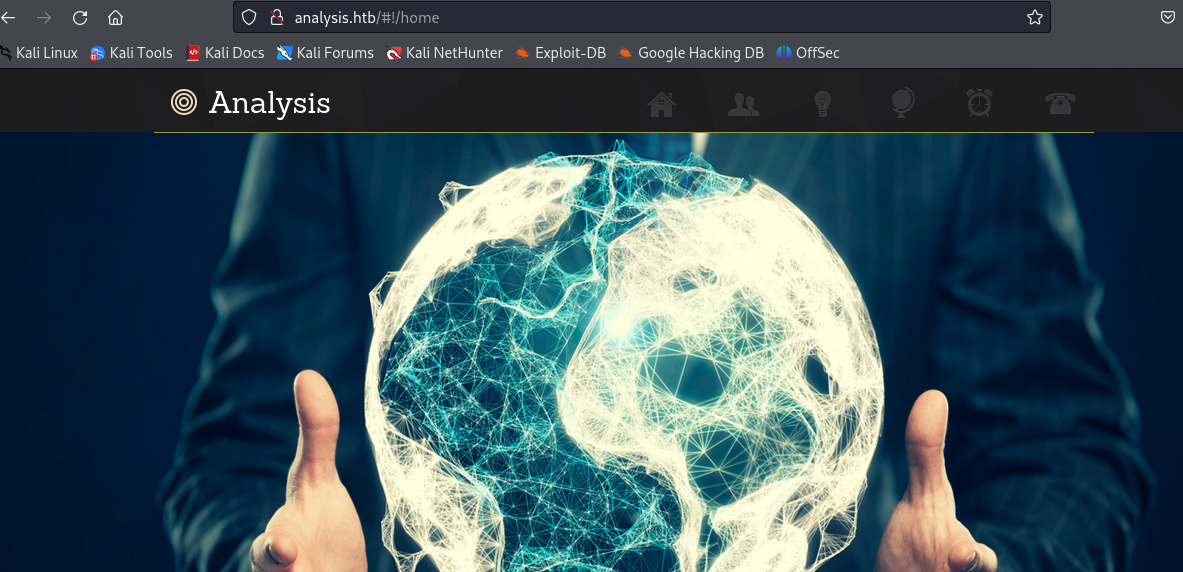 analysis.htb/#!/home
Kali Linux Kali Tools Kali Docs Kali Forums Kali NetHunter Exploit-DB Google Hacking DB OffSec
Analysis